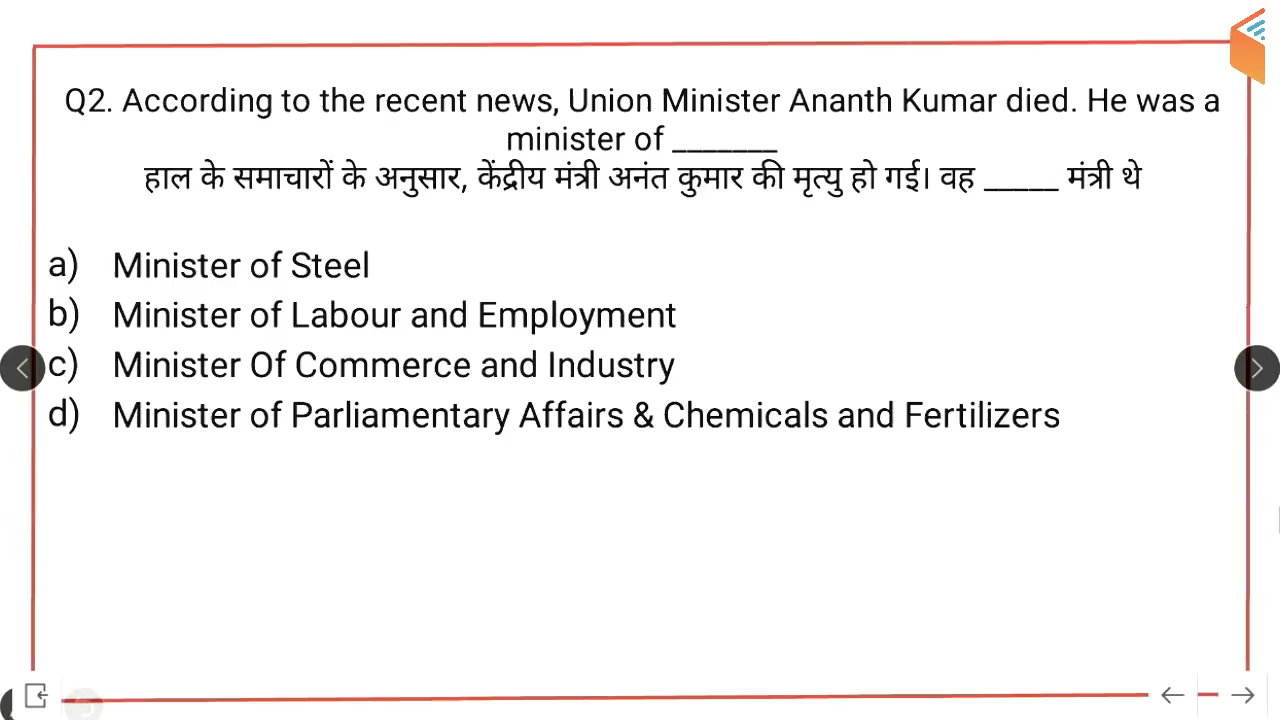 Q2. According to the recent news, Union Minister Ananth Kumar died. He was a
minister of _______
हाल के समाचारों के अनुसार, केंद्रीय मंत्री अनंत कुमार की मृत्यु हो गई। वह _____ मंत्री थे
a) Minister of Steel
b) Minister of Labour and Employment
c) Minister Of Commerce and Industry
d) Minister of Parliamentary Affairs & Chemicals and Fertilizers